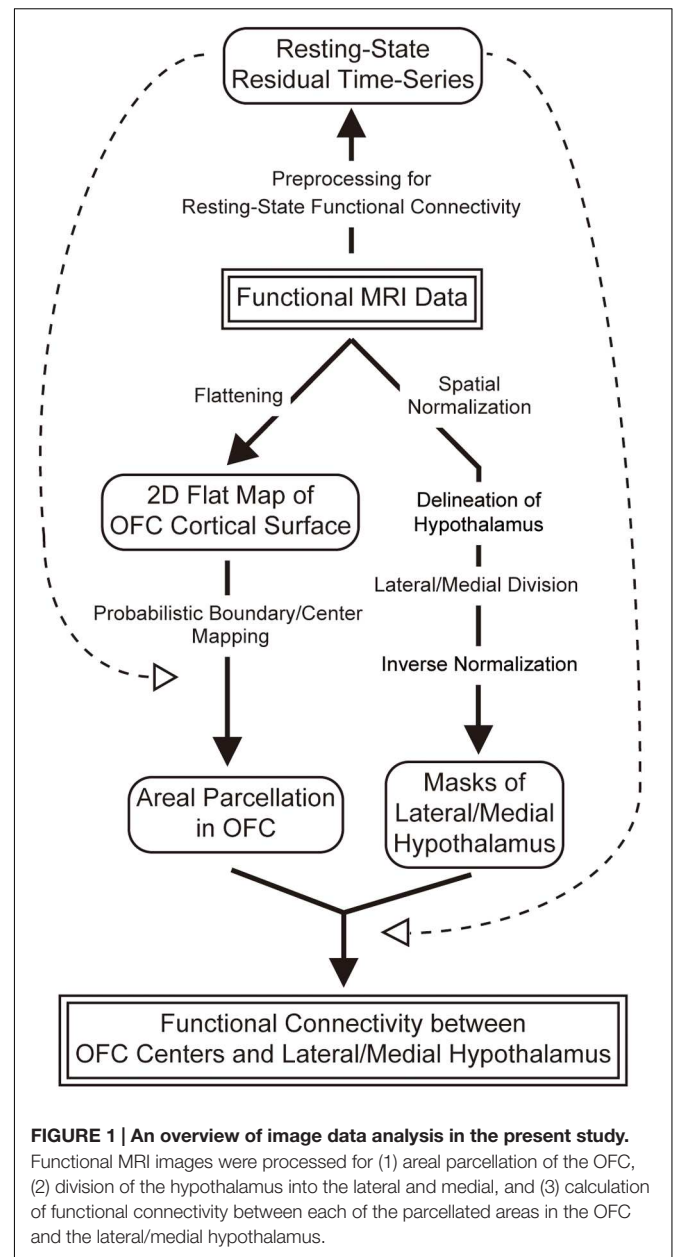 Resting-State
Residual Time-Series
Preprocessing for
Resting-State Functional Connectivity
Functional MRI Data
Flattening
Spatial
Normalization
2D Flat Map of
OFC Cortical Surface
Delineation of
Hypothalamus
Lateral/Medial Division
Probabilistic Boundary/Center
Mapping
Inverse Normalization
Areal Parcellation
in OFC
Masks of
Lateral/Medial
Hypothalamus
Functional Connectivity between
OFC Centers and Lateral/Medial Hypothalamus
FIGURE 1 | An overview of image data analysis in the present study.
Functional MRI images were processed for (1) areal parcellation of the OFC,
(2) division of the hypothalamus into the lateral and medial, and (3) calculation
of functional connectivity between each of the parcellated areas in the OFC
and the lateral/medial hypothalamus.